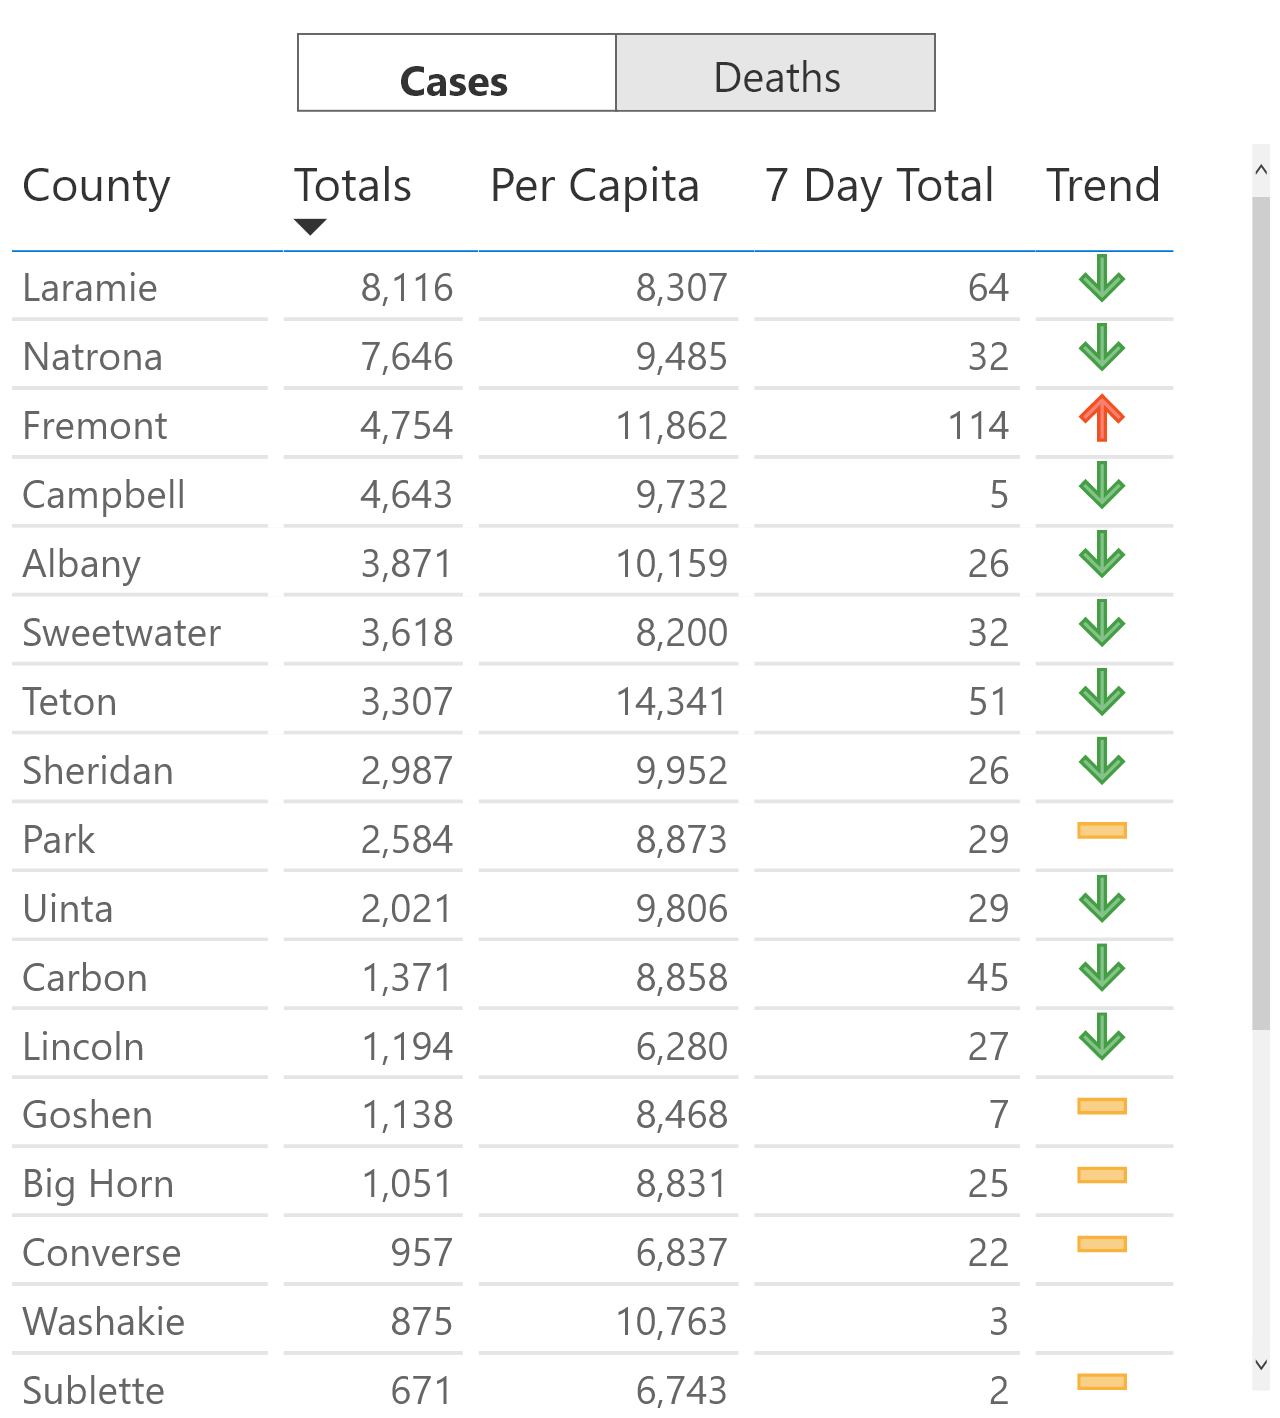 Cases Deaths
County Totals Per Capita 7 Day Total Trend
Laramie 8,116 8,307 64
Natrona 7,646 9,485 32
Fremont 4,754 11,862 114
Campbell 4,643 9,732 5
Albany 3,871 10,159 26
Sweetwater 3,618 8,200 32
Teton 3,307 14,341 51
Sheridan 2,987 9,952 26
Park 2,584 8,873 29
Uinta 2,021 9,806 29
Carbon 1,371 8,858 45
Lincoln 1,194 6,280 27
Goshen 1,138 8,468 7
Big Horn 1,051 8,831 25
Converse 957 6,837 22
Washakie 875 10,763 3
Sublette 671 6,743 2